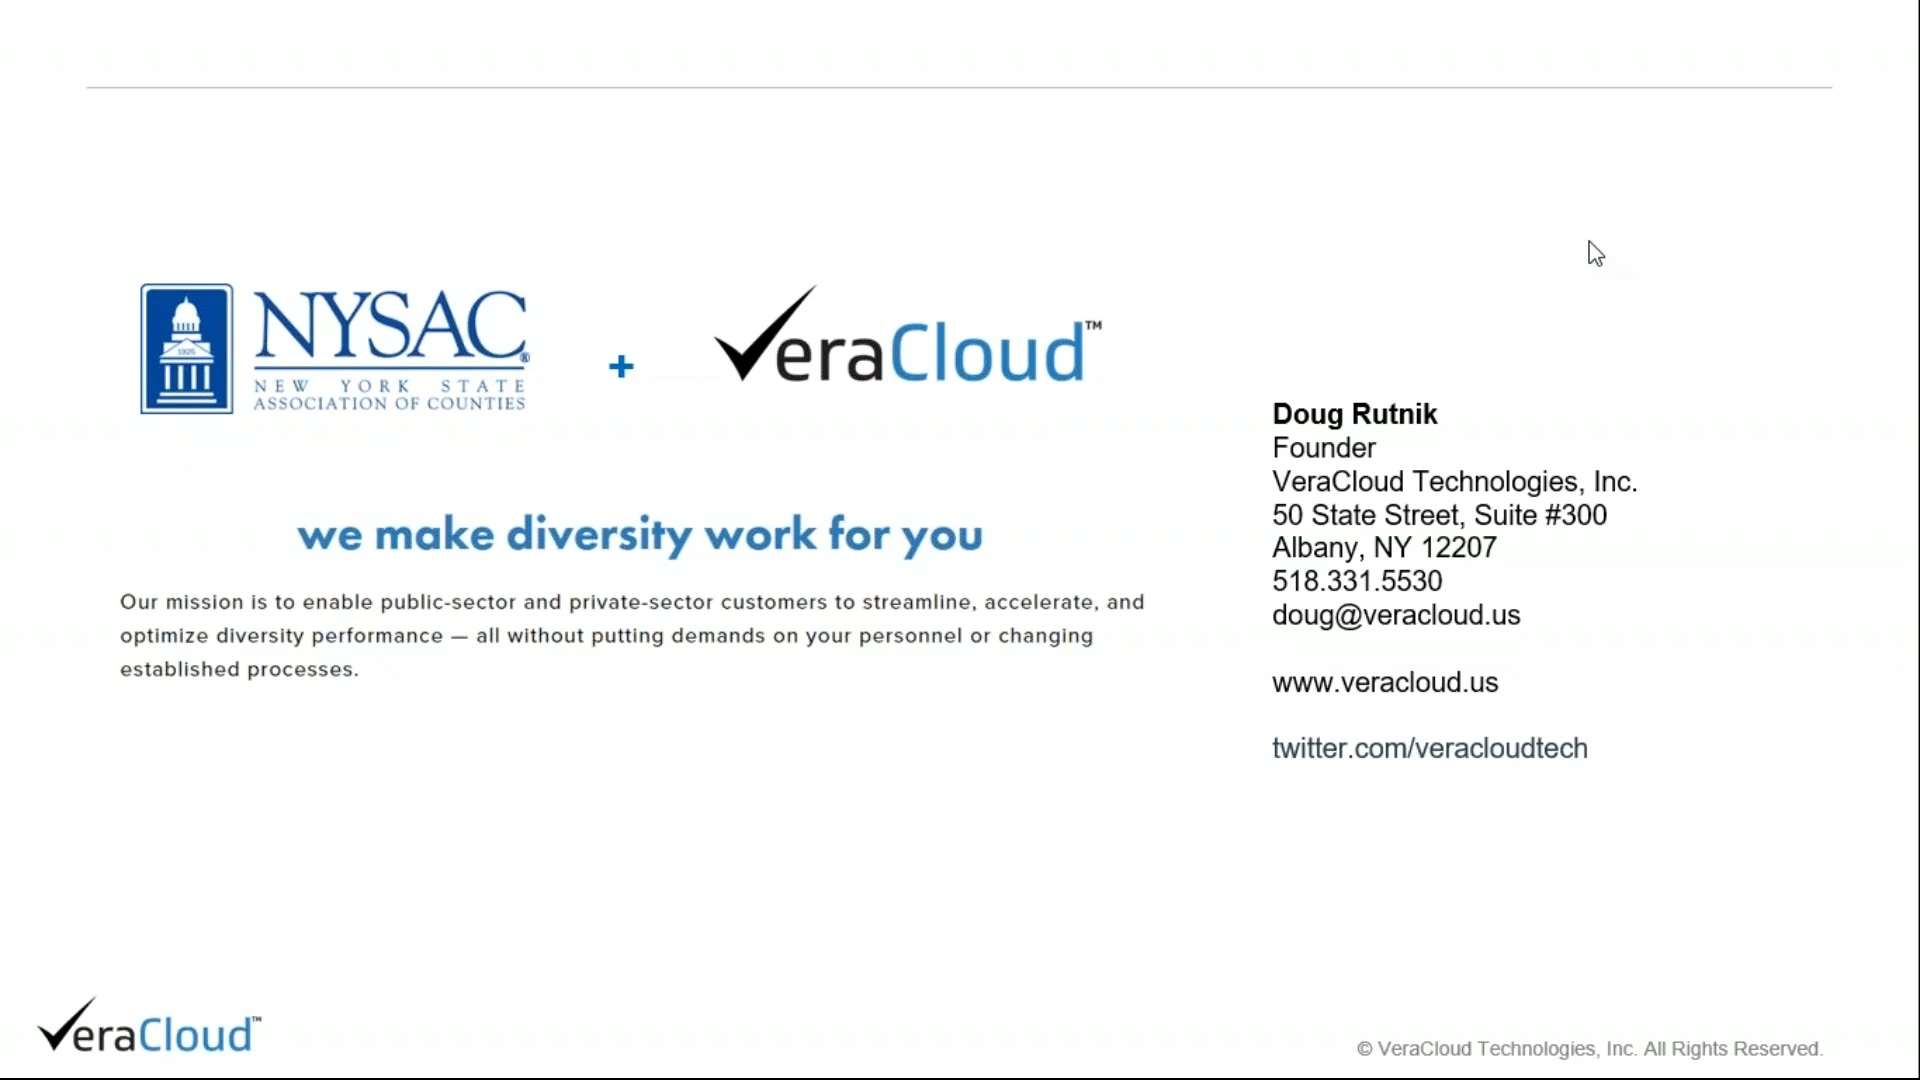 1925
NYSAC®
NEW YORK STATE
ASSOCIATION OF COUNTIES
+
VeraCloud™
we make diversity work for you
Our mission is to enable public-sector and private-sector customers to streamline, accelerate, and
optimize diversity performance — all without putting demands on your personnel or changing
established processes.
Doug Rutnik
Founder
VeraCloud Technologies, Inc.
50 State Street, Suite #300
Albany, NY 12207
518.331.5530
doug@veracloud.us
www.veracloud.us
twitter.com/veracloudtech
VeraCloud™
© VeraCloud Technologies, Inc. All Rights Reserved.